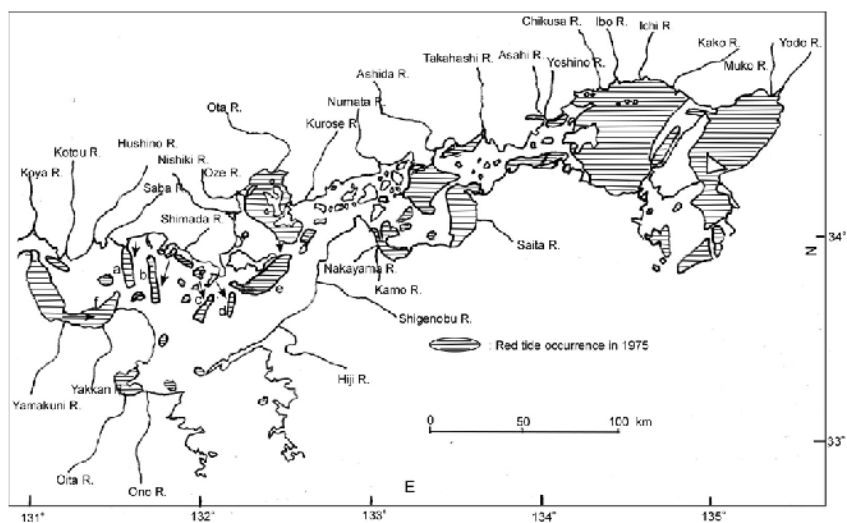 Chikusa R.
Ibo R.
Ichi R.
Kako R.
Muko R.
Yodo R.
Takahashi R.
Asahi R.
Yoshino R.
Ashida R.
Numata R.
Kurose R.
Ota R.
Hushino R.
Nishiki R.
Oze R.
Kotou R.
Koya R.
Saba R.
Shimada R.
34°
N
Saita R.
Nakayama R.
Kamo R.
Shigenobu R.
a
b
c
d
e
f
: Red tide occurrence in 1975
Hiji R.
Yakkan R.
Yamakuni R.
0 50 100 km
33°
Oita R.
Ono R.
E
131° 132° 133° 134° 135°